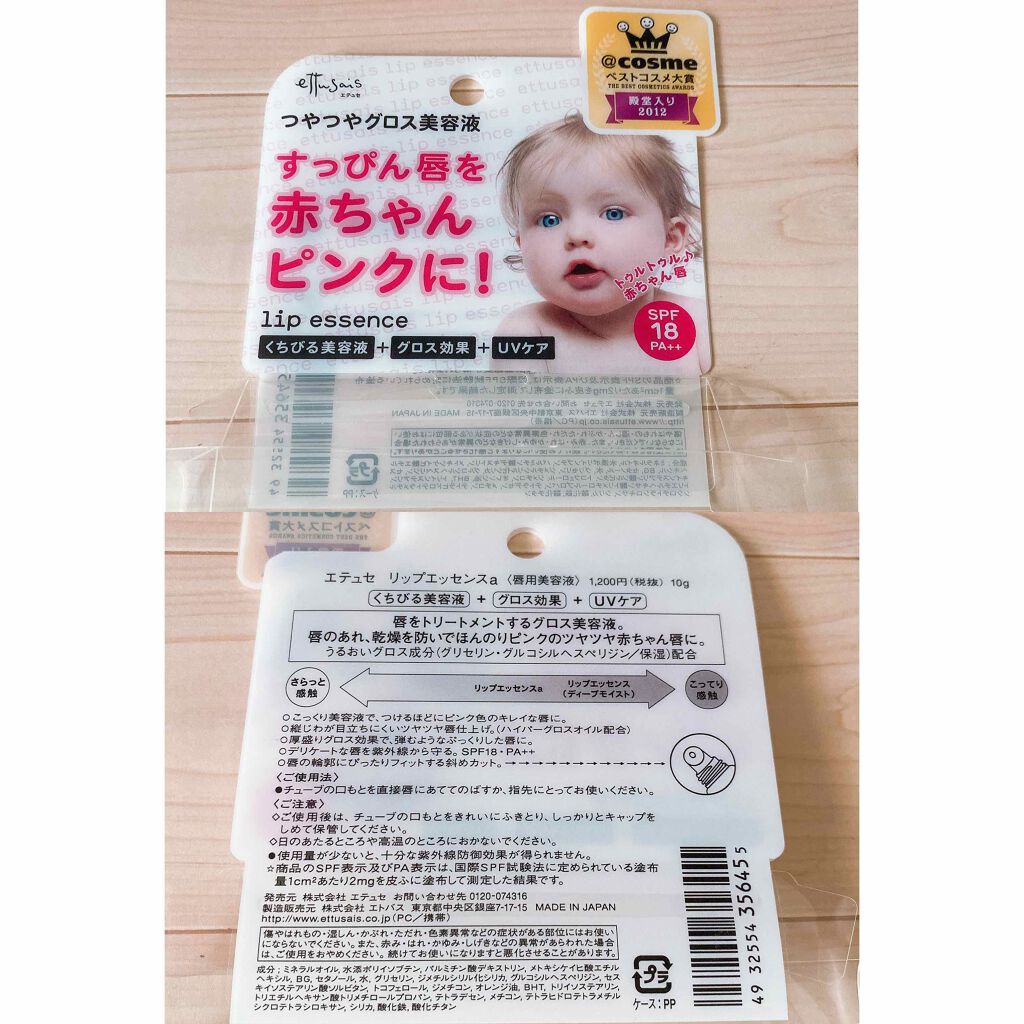 ettusais
エテュセ
つやつやグロス美容液
すっぴん唇を
赤ちゃん
ピンクに!
lip essence
くちびる美容液+グロス効果+UVケア
トゥルトゥル♪
赤ちゃん唇
SPF
18
PA++
@cosme
ベストコスメ大賞
THE BEST COSMETICS AWARDS
殿堂入り
2012
エテュセ リップエッセンスa〈唇用美容液〉1,200円(税抜) 10g
くちびる美容液 + グロス効果 + UVケア
唇をトリートメントするグロス美容液。
唇のあれ、乾燥を防いでほんのりピンクのツヤツヤ赤ちゃん唇に。
うるおいグロス成分(グリセリン・グルコシルヘスペリジン/保湿)配合
さらっと
感触
リップエッセンスa
リップエッセンス
(ディープモイスト)
こってり
感触
○こっくり美容液で、つけるほどにピンク色のキレイな唇に。
○縦じわが目立ちにくいツヤツヤ唇仕上げ。(ハイパーグロスオイル配合)
○厚盛りグロス効果で、弾むようなぷっくりした唇に。
○デリケートな唇を紫外線から守る。SPF18・PA++
○唇の輪郭にぴったりフィットする斜めカット。
〈ご使用法〉
●チューブの口もとを直接唇にあててのばすか、指先にとってお使いください。
〈ご注意〉
◇ご使用後は、チューブの口もとをきれいにふきとり、しっかりとキャップを
しめて保管してください。
◇日のあたるところや高温のところにおかないでください。
●使用量が少ないと、十分な紫外線防御効果が得られません。
☆商品のSPF表示及びPA表示は、国際SPF試験法に定められている塗布
量1cm²あたり2mgを皮ふに塗布して測定した結果です。
発売元 株式会社 エテュセ お問い合わせ先 0120-074316
製造販売元 株式会社 エトバス 東京都中央区銀座7-17-15 MADE IN JAPAN
http://www.ettusais.co.jp(PC/携帯)
傷やはれもの・湿しん・かぶれ・ただれ・色素異常などの症状がある部位にはお使い
にならないでください。また、赤み・はれ・かゆみ・しげきなどの異常があらわれた場合
は、ご使用をおやめください。続けてお使いになりますと悪化させることがあります。
成分;ミネラルオイル, 水添ポリイソブテン, パルミチン酸デキストリン, メトキシケイヒ酸エチル
ヘキシル, BG, セタノール, 水, グリセリン, ジメチルシリル化シリカ, グルコシルヘスペリジン, セス
キイソステアリン酸ソルビタン, トコフェロール, ジメチコン, オレンジ油, BHT, トリイソステアリン,
トリエチルヘキサン酸トリメチロールプロパン, テトラデセン, メチコン, テトラヒドロテトラメチル
シクロテトラシロキサン, シリカ, 酸化鉄, 酸化チタン
プラ
ケース:PP
4932554356455